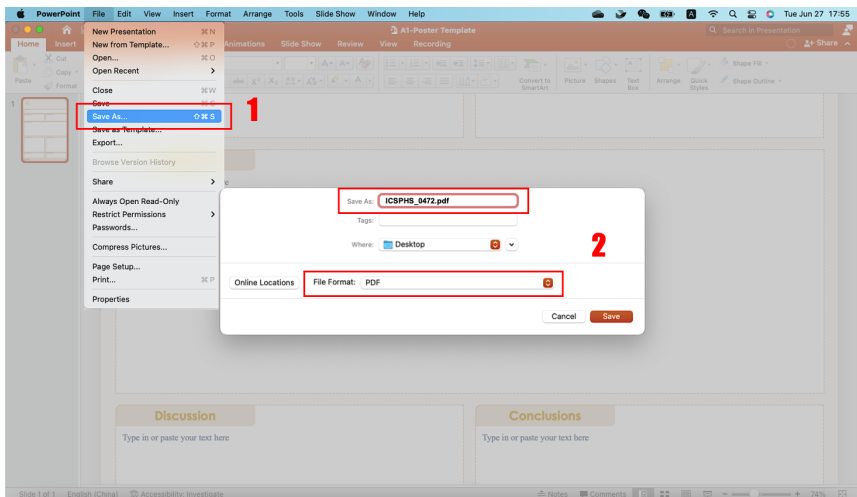 PowerPoint File Edit View Insert Format Arrange Tools Slide Show Window Help
Tue Jun 27 17:55
A1-Poster Template
Search in Presentation
Home Insert
Animations Slide Show Review View Recording
Share
Paste
Cut
Copy
Format
Convert to SmartArt
Picture
Shapes
Text Box
Arrange
Quick Styles
Shape Fill
Shape Outline
New Presentation ⌘N
New from Template... ⇧⌘P
Open... ⌘O
Open Recent >
Close ⌘W
Save ⌘S
Save As... ⇧⌘S
Save as Template...
Export...
Browse Version History
Share >
Always Open Read-Only
Restrict Permissions >
Passwords...
Compress Pictures...
Page Setup...
Print... ⌘P
Properties
1
1
Save As: ICSPHS_0472.pdf
Tags:
Where: Desktop
2
Online Locations File Format: PDF
Cancel Save
Discussion
Type in or paste your text here
Conclusions
Type in or paste your text here
Slide 1 of 1 English (China) Accessibility: Investigate
Notes Comments 74%